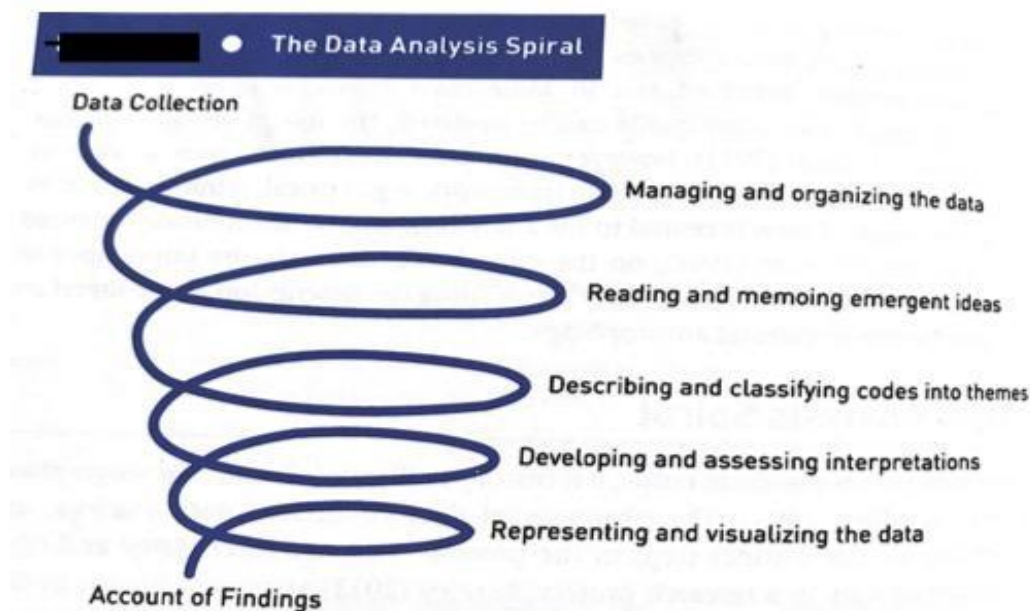 The Data Analysis Spiral
Data Collection
Managing and organizing the data
Reading and memoing emergent ideas
Describing and classifying codes into themes
Developing and assessing interpretations
Representing and visualizing the data
Account of Findings